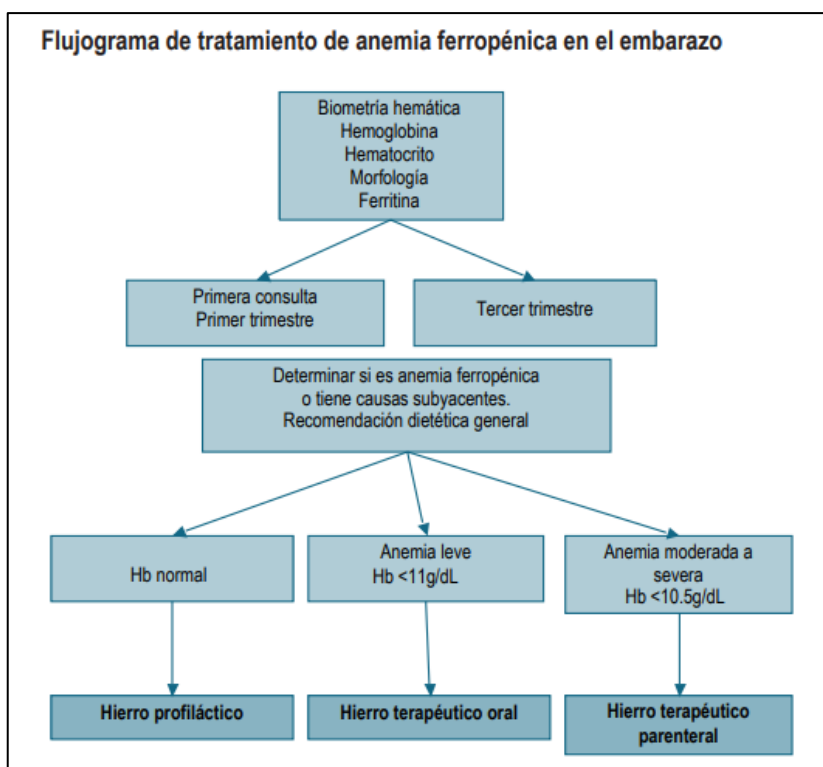 Flujograma de tratamiento de anemia ferropénica en el embarazo
Biometría hemática
Hemoglobina
Hematocrito
Morfología
Ferritina
Primera consulta
Primer trimestre
Tercer trimestre
Determinar si es anemia ferropénica
o tiene causas subyacentes.
Recomendación dietética general
Hb normal
Anemia leve
Hb <11g/dL
Anemia moderada a
severa
Hb <10.5g/dL
Hierro profiláctico
Hierro terapéutico oral
Hierro terapéutico
parenteral